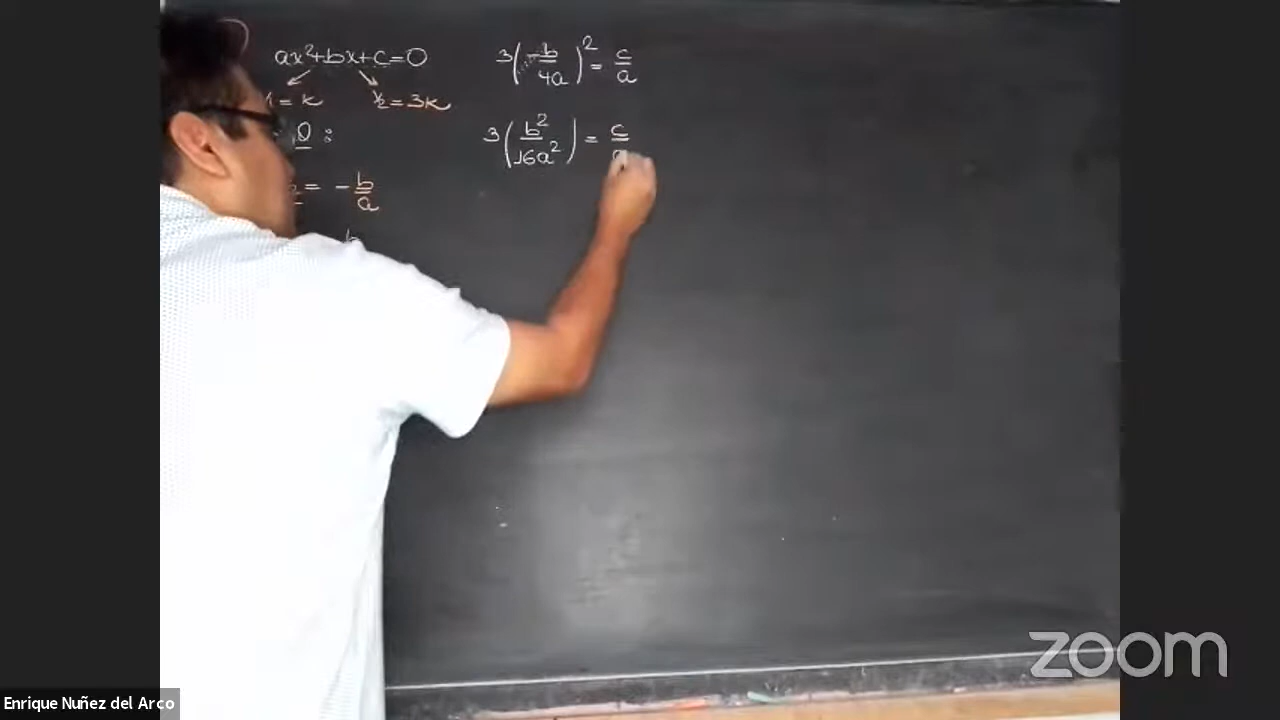 ax²+bx+c=0
= k x₂=3k
:
= -b/a
b
3(-b/4a)² = c/a
3(b²/16a²) = c/a
zoom
Enrique Nuñez del Arco